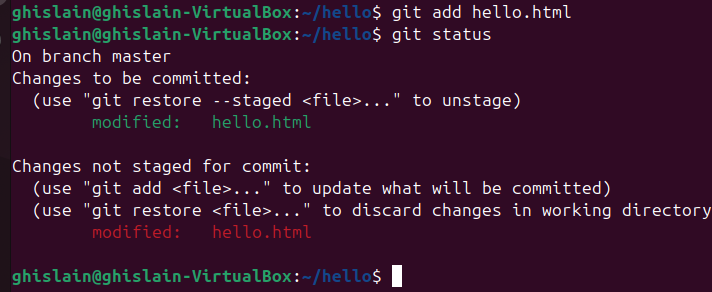 ghislain@ghislain-VirtualBox:~/hello$ git add hello.html
ghislain@ghislain-VirtualBox:~/hello$ git status
On branch master
Changes to be committed:
  (use "git restore --staged <file>..." to unstage)
        modified:   hello.html

Changes not staged for commit:
  (use "git add <file>..." to update what will be committed)
  (use "git restore <file>..." to discard changes in working directory
        modified:   hello.html

ghislain@ghislain-VirtualBox:~/hello$